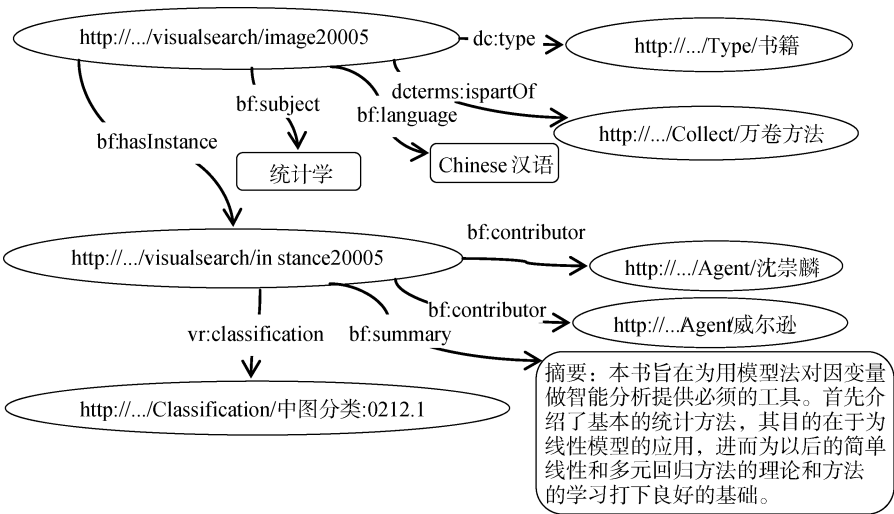 http://.../visualsearch/image20005
dc:type
http://.../Type/书籍
dcterms:ispartOf
bf:subject
bf:language
bf:hasInstance
http://.../Collect/万卷方法
统计学
Chinese 汉语
bf:contributor
http://.../visualsearch/in stance20005
http://.../Agent/沈崇麟
bf:contributor
http://...Agent/威尔逊
vr:classification
bf:summary
http://.../Classification/中图分类:0212.1
摘要：本书旨在为用模型法对因变量
做智能分析提供必须的工具。首先介
绍了基本的统计方法，其目的在于为
线性模型的应用，进而为以后的简单
线性和多元回归方法的理论和方法
的学习打下良好的基础。